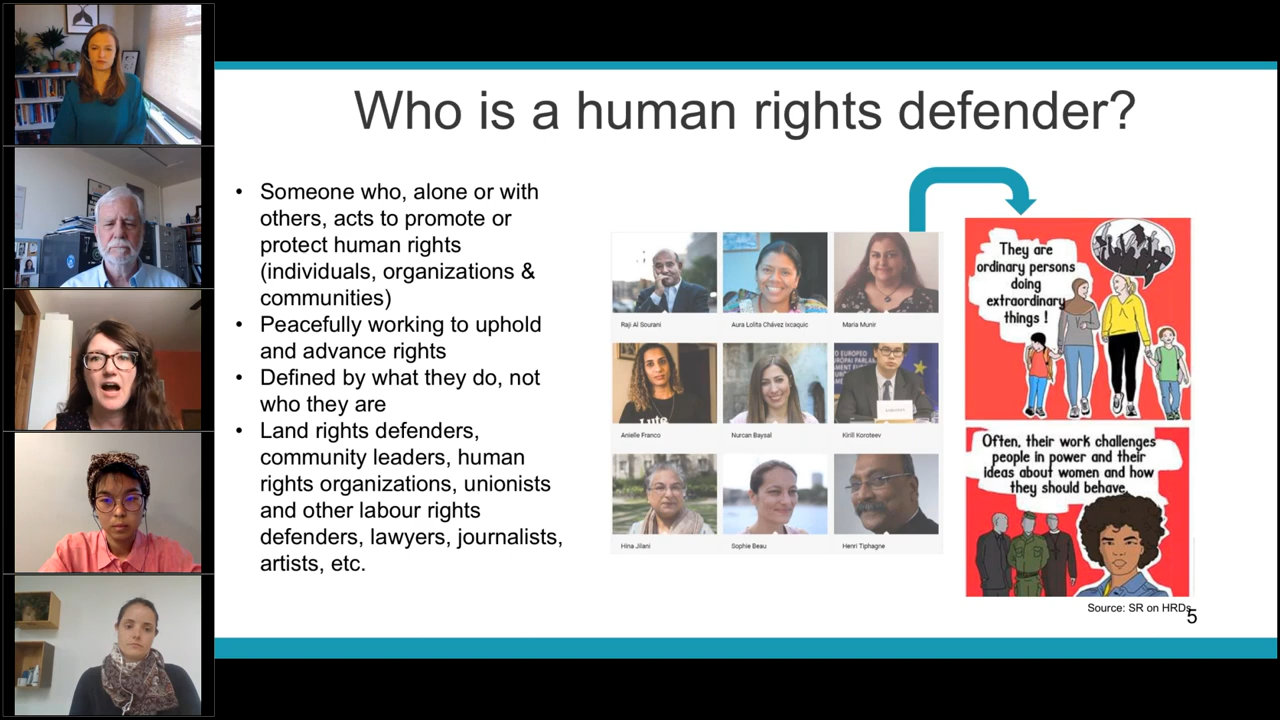 Who is a human rights defender?
• Someone who, alone or with
others, acts to promote or
protect human rights
(individuals, organizations &
communities)
• Peacefully working to uphold
and advance rights
• Defined by what they do, not
who they are
• Land rights defenders,
community leaders, human
rights organizations, unionists
and other labour rights
defenders, lawyers, journalists,
artists, etc.
Raji Al Sourani
Aura Lolita Chávez Ixcaquic
Maria Munir
Anielle Franco
Nurcan Baysal
Kirill Koroteev
Hina Jilani
Sophie Beau
Henri Tiphagne
They are
ordinary persons
doing
extraordinary
things !
Often, their work challenges
people in power and their
ideas about women and how
they should behave.
Source: SR on HRDs
5